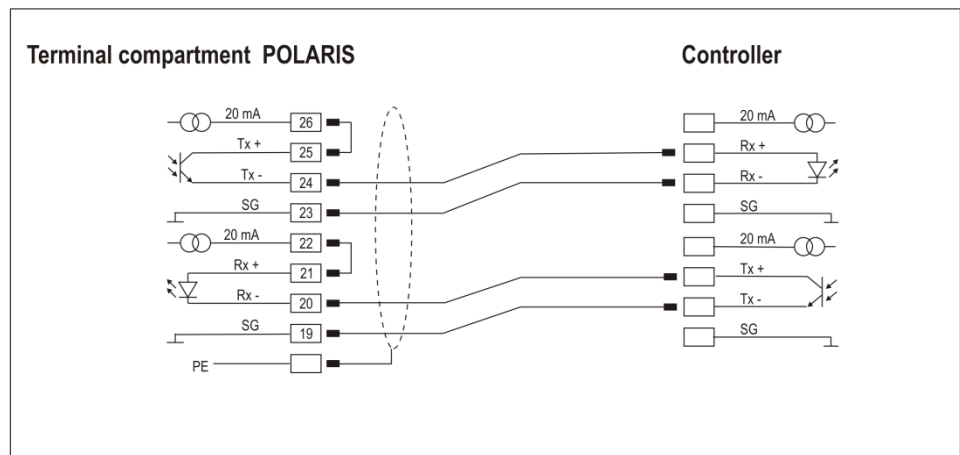 Terminal compartment POLARIS
Controller
20 mA 26
Tx + 25
Tx - 24
SG 23
20 mA 22
Rx + 21
Rx - 20
SG 19
PE
20 mA
Rx +
Rx -
SG
20 mA
Tx +
Tx -
SG